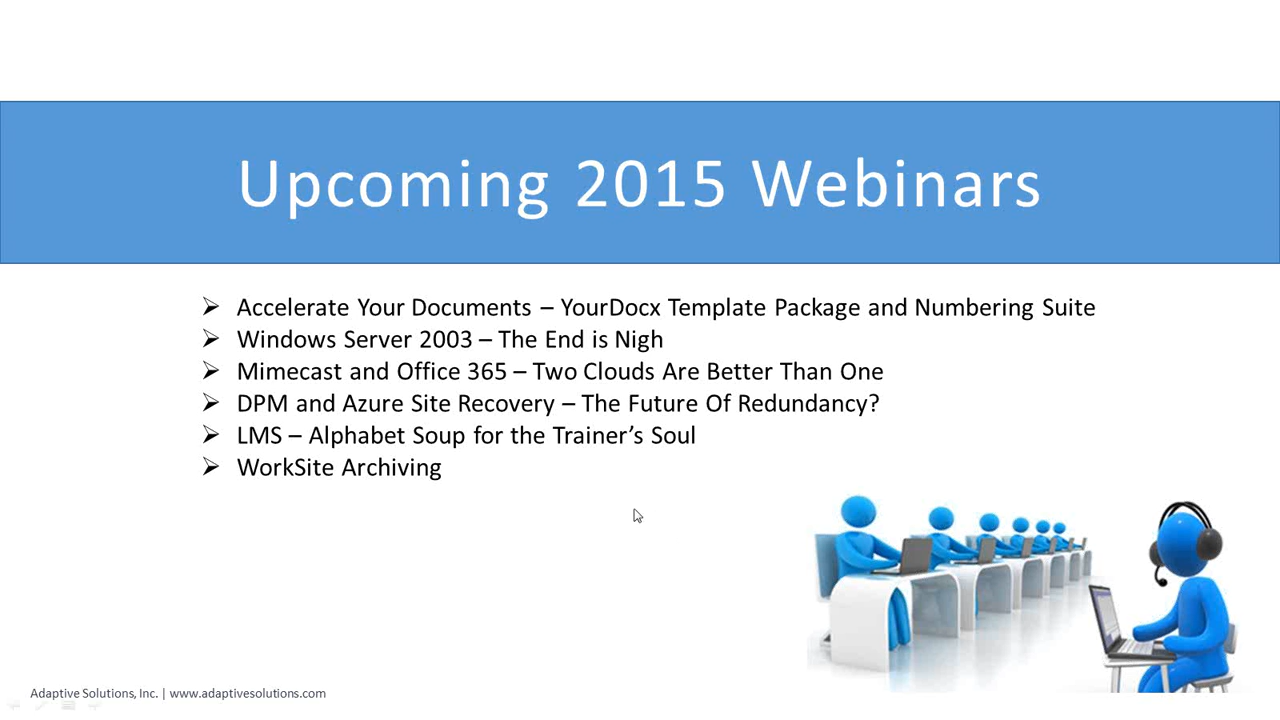 Upcoming 2015 Webinars
Accelerate Your Documents – YourDocx Template Package and Numbering Suite
Windows Server 2003 – The End is Nigh
Mimecast and Office 365 – Two Clouds Are Better Than One
DPM and Azure Site Recovery – The Future Of Redundancy?
LMS – Alphabet Soup for the Trainer’s Soul
WorkSite Archiving
Adaptive Solutions, Inc. | www.adaptivesolutions.com